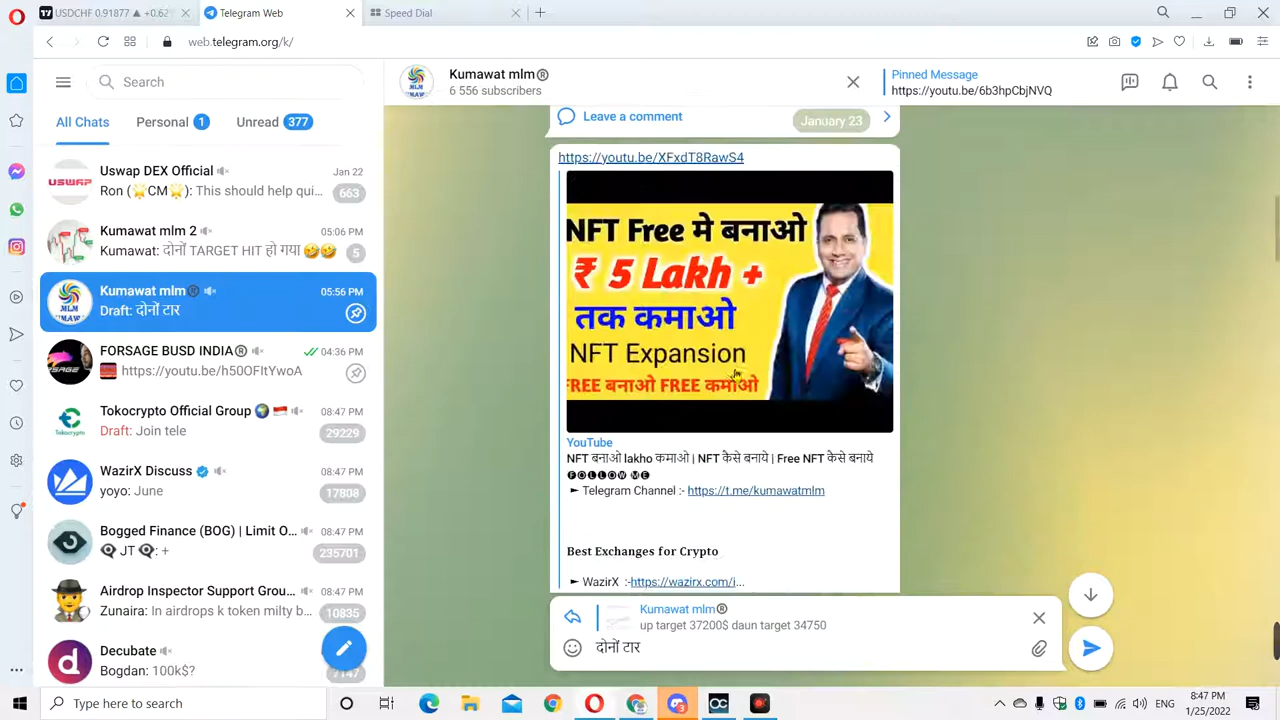 USDCHF 0.91877 ▲ +0.62
Telegram Web
Speed Dial
web.telegram.org/k/
Search
All Chats
Personal 1
Unread 377
Uswap DEX Official
Jan 22
Ron (🌟CM🌟): This should help qui...
663
Kumawat mlm 2
05:06 PM
Kumawat: दोनों TARGET HIT हो गया 🤣🤣
5
Kumawat mlm®
05:56 PM
Draft: दोनों टार
FORSAGE BUSD INDIA®
04:36 PM
https://youtu.be/h50OFItYwoA
Tokocrypto Official Group
08:47 PM
Draft: Join tele
29229
WazirX Discuss
08:47 PM
yoyo: June
17808
Bogged Finance (BOG) | Limit O...
08:47 PM
JT : +
235701
Airdrop Inspector Support Grou...
08:47 PM
Zunaira: In airdrops k token milty b...
10835
Decubate
08:47 PM
Bogdan: 100k$?
7147
Kumawat mlm®
6 556 subscribers
Pinned Message
https://youtu.be/6b3hpCbjNVQ
Leave a comment
January 23
https://youtu.be/XFxdT8RawS4
NFT Free मे बनाओ
₹ 5 Lakh +
तक कमाओ
NFT Expansion
FREE बनाओ FREE कमाओ
YouTube
NFT बनाओ lakho कमाओ | NFT कैसे बनाये | Free NFT कैसे बनाये
🅕🅞🅛🅛🅞🅦 🅜🅔
► Telegram Channel :- https://t.me/kumawatmlm
Best Exchanges for Crypto
► WazirX :-https://wazirx.com/i...
Kumawat mlm®
up target 37200$ daun target 34750
दोनों टार
Type here to search
ENG
8:47 PM
1/25/2022